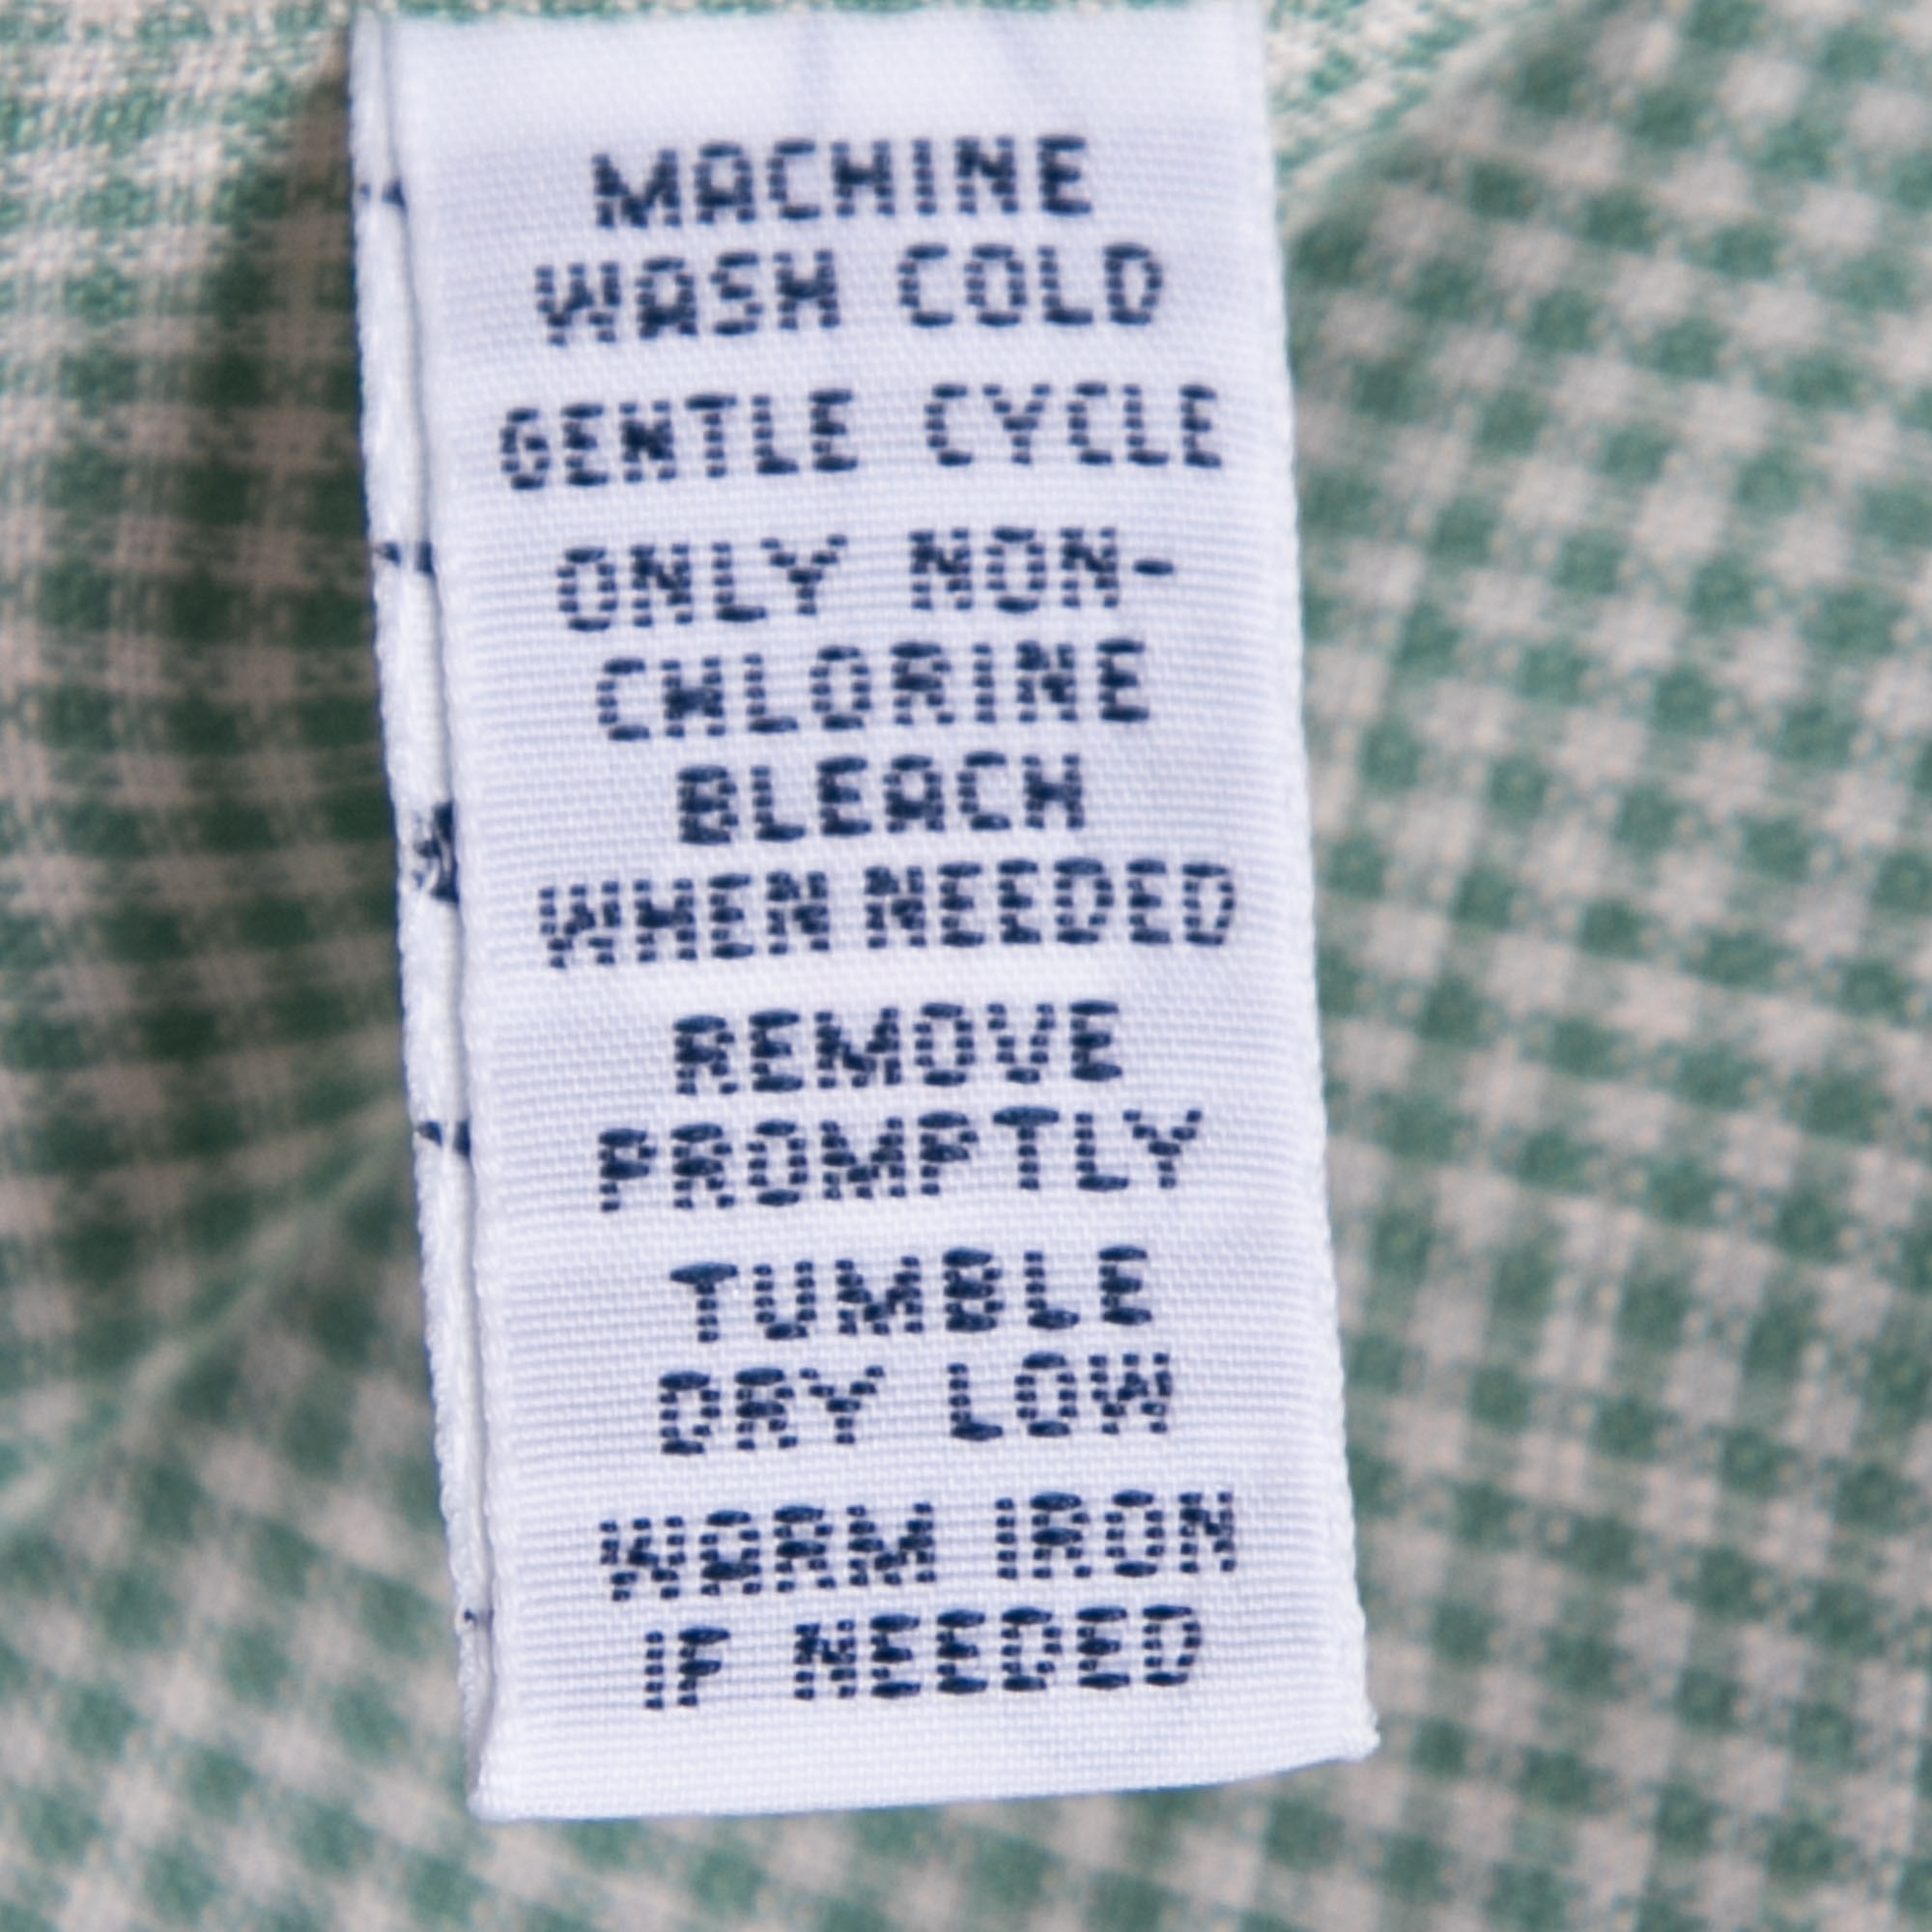 MACHINE
WASH COLD
GENTLE CYCLE
ONLY NON-
CHLORINE
BLEACH
WHEN NEEDED
REMOVE
PROMPTLY
TUMBLE
DRY LOW
WARM IRON
IF NEEDED